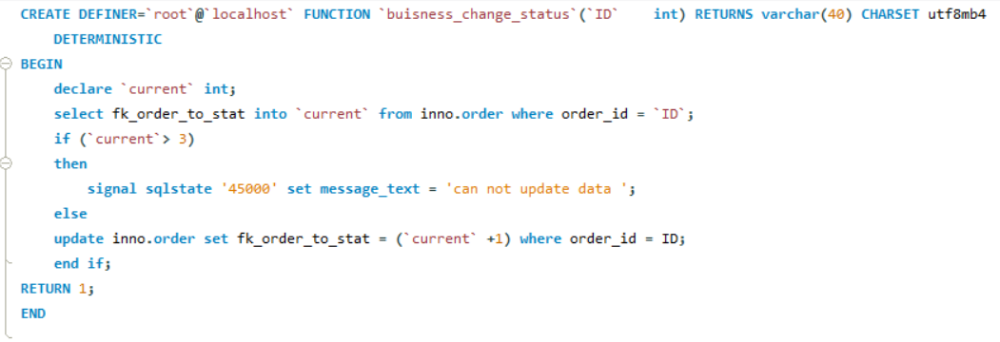 CREATE DEFINER=`root`@`localhost` FUNCTION `buisness_change_status`(`ID`    int) RETURNS varchar(40) CHARSET utf8mb4
    DETERMINISTIC
BEGIN
    declare `current` int;
    select fk_order_to_stat into `current` from inno.order where order_id = `ID`;
    if (`current`> 3)
    then
        signal sqlstate '45000' set message_text = 'can not update data ';
    else
    update inno.order set fk_order_to_stat = (`current` +1) where order_id = ID;
    end if;
RETURN 1;
END